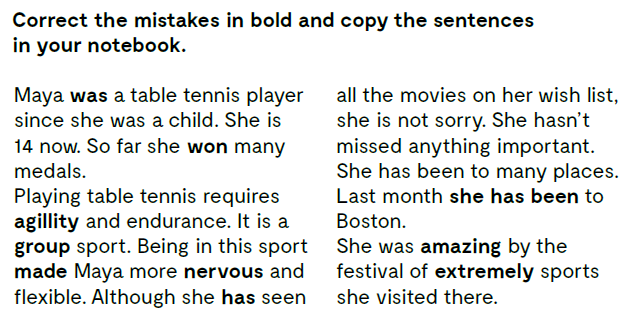 Correct the mistakes in bold and copy the sentences
in your notebook.
Maya was a table tennis player
since she was a child. She is
14 now. So far she won many
medals.
Playing table tennis requires
agillity and endurance. It is a
group sport. Being in this sport
made Maya more nervous and
flexible. Although she has seen
all the movies on her wish list,
she is not sorry. She hasn't
missed anything important.
She has been to many places.
Last month she has been to
Boston.
She was amazing by the
festival of extremely sports
she visited there.